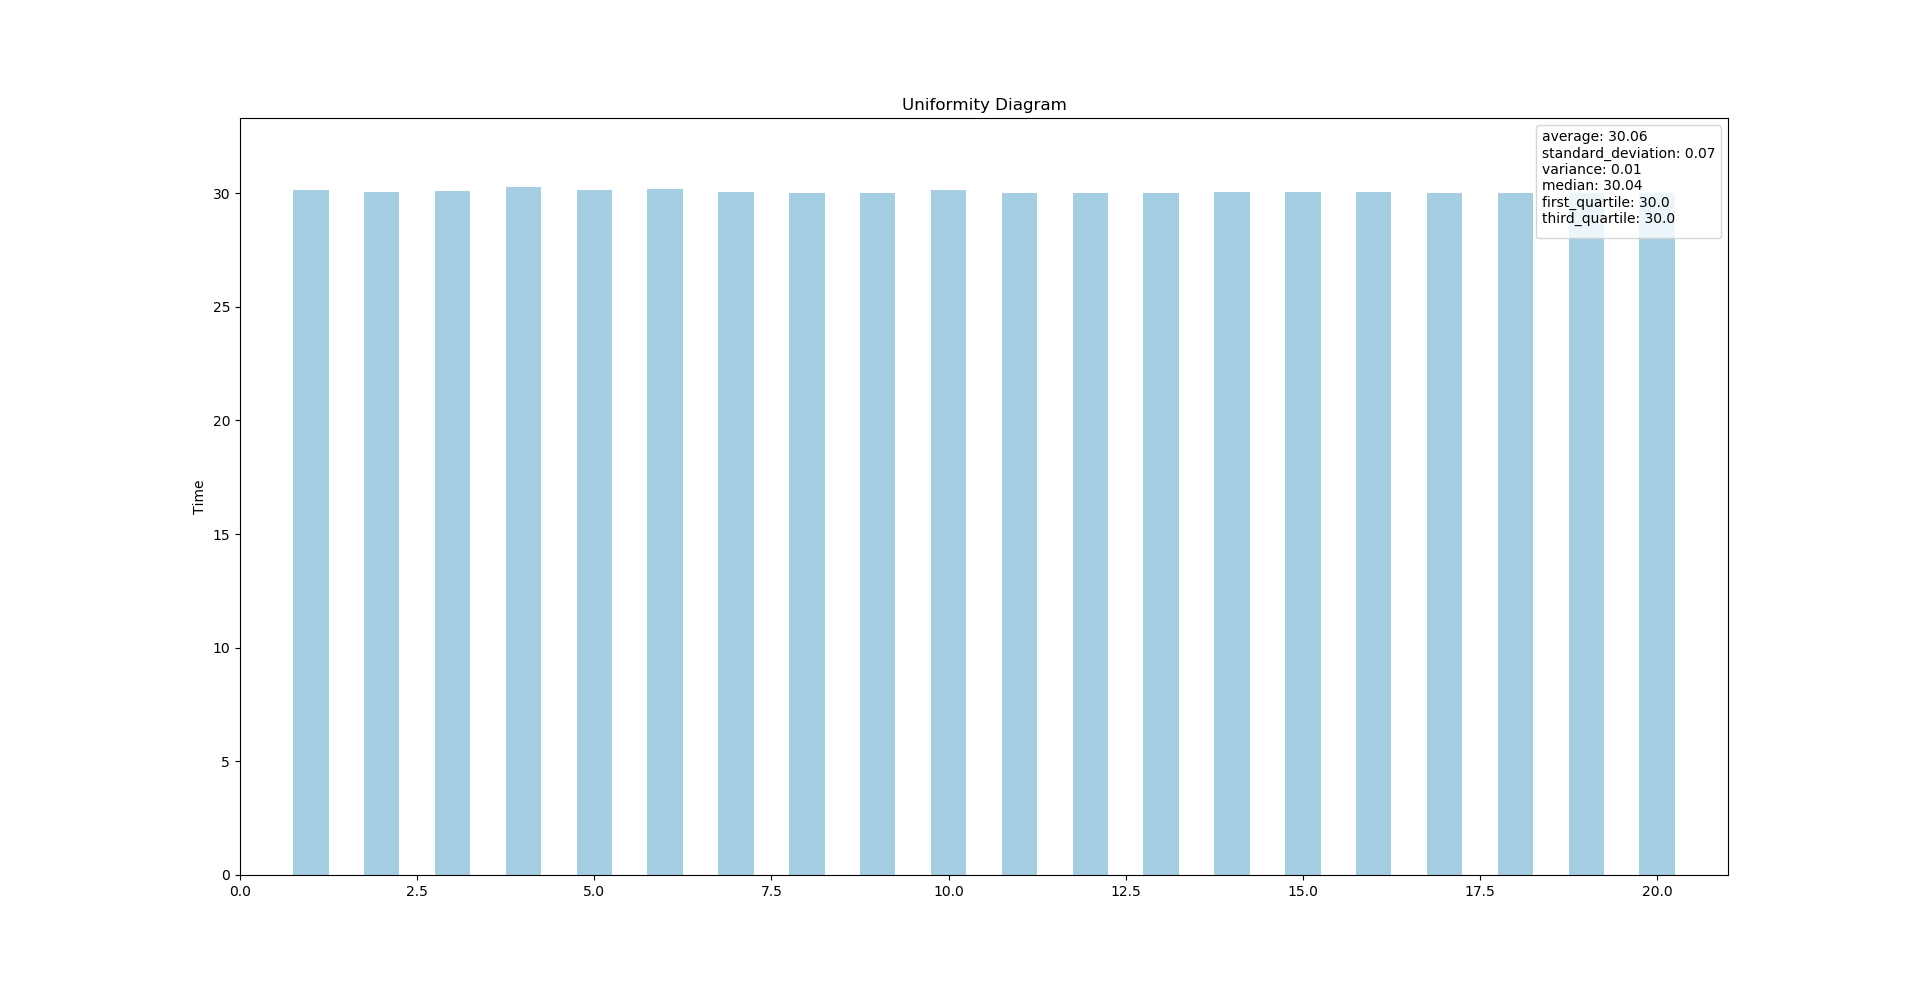 Uniformity Diagram
average: 30.06
standard_deviation: 0.07
variance: 0.01
median: 30.04
first_quartile: 30.0
third_quartile: 30.0
30
25
20
15
10
5
0
Time
0.0 2.5 5.0 7.5 10.0 12.5 15.0 17.5 20.0